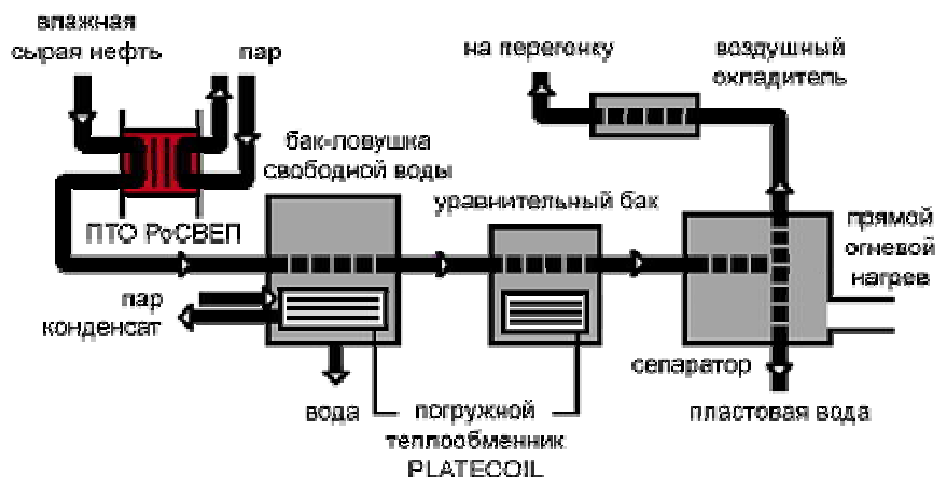 влажная
сырая нефть
пар
на перегонку
воздушный
охладитель
бак-ловушка
свободной воды
уравнительный бак
прямой
огневой
нагрев
ПТО РоСВЕП
пар
конденсат
сепаратор
вода
погружной
теплообменник
PLATECOIL
пластовая вода